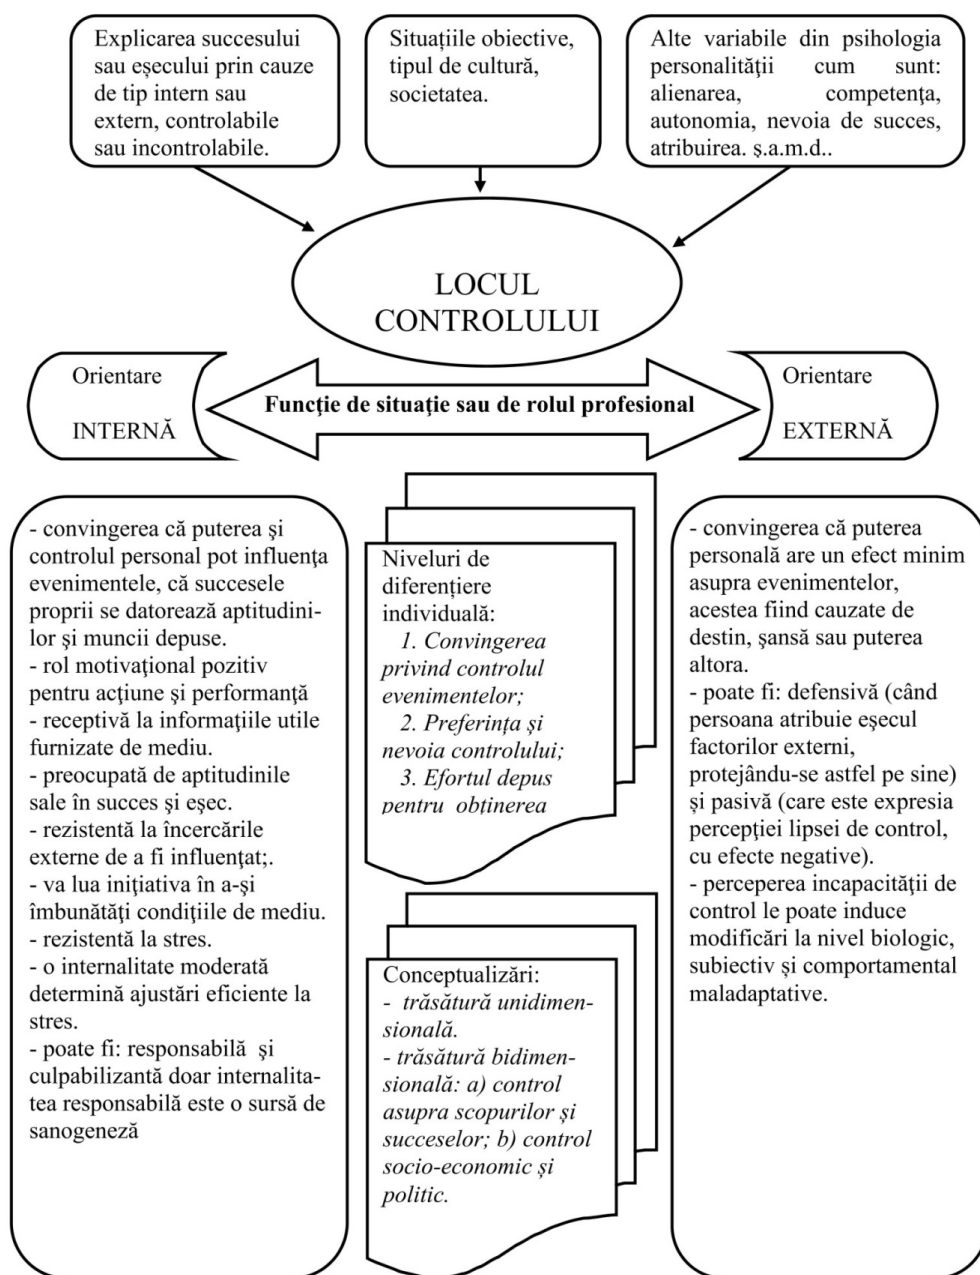 Explicarea succesului
sau eșecului prin cauze
de tip intern sau
extern, controlabile
sau incontrolabile.
Situațiile obiective,
tipul de cultură,
societatea.
Alte variabile din psihologia
personalităţii cum sunt:
alienarea, competenţa,
autonomia, nevoia de succes,
atribuirea. ș.a.m.d..
LOCUL
CONTROLULUI
Orientare
INTERNĂ
Funcţie de situaţie sau de rolul profesional
Orientare
EXTERNĂ
- convingerea că puterea şi
controlul personal pot influenţa
evenimentele, că succesele
proprii se datorează aptitudini-
lor şi muncii depuse.
- rol motivaţional pozitiv
pentru acţiune şi performanţă
- receptivă la informaţiile utile
furnizate de mediu.
- preocupată de aptitudinile
sale în succes şi eşec.
- rezistentă la încercările
externe de a fi influenţat;.
- va lua iniţiativa în a-şi
îmbunătăţi condiţiile de mediu.
- rezistentă la stres.
- o internalitate moderată
determină ajustări eficiente la
stres.
- poate fi: responsabilă şi
culpabilizantă doar internalita-
tea responsabilă este o sursă de
sanogeneză
Niveluri de
diferențiere
individuală:
1. Convingerea
privind controlul
evenimentelor;
2. Preferința și
nevoia controlului;
3. Efortul depus
pentru obținerea
Conceptualizări:
- trăsătură unidimen-
sională.
- trăsătură bidimen-
sională: a) control
asupra scopurilor și
succeselor; b) control
socio-economic și
politic.
- convingerea că puterea
personală are un efect minim
asupra evenimentelor,
acestea fiind cauzate de
destin, şansă sau puterea
altora.
- poate fi: defensivă (când
persoana atribuie eşecul
factorilor externi,
protejându-se astfel pe sine)
și pasivă (care este expresia
percepţiei lipsei de control,
cu efecte negative).
- perceperea incapacităţii de
control le poate induce
modificări la nivel biologic,
subiectiv și comportamental
maladaptative.